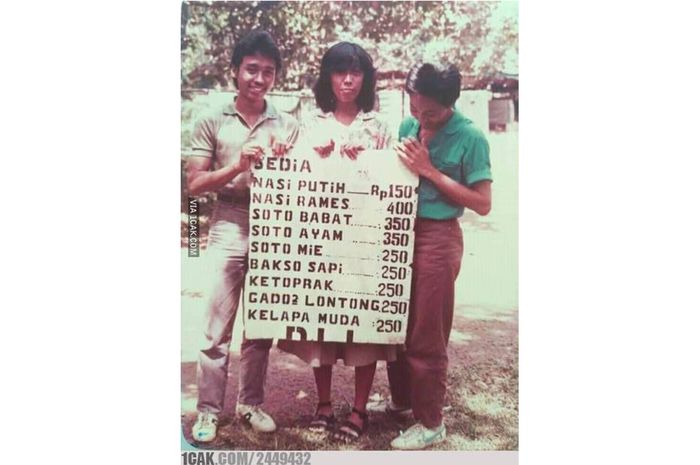 SEDiA
NASi PUTiH Rp150
NASi RAMES 400
SOTO BABAT 350
SOTO AYAM 350
SOTO MiE 250
BAKSO SAPi 250
KETOPRAK 250
GADO2 LONTONG 250
KELAPA MUDA 250
DLL
VIA 1CAK.COM
1CAK.COM/2449432